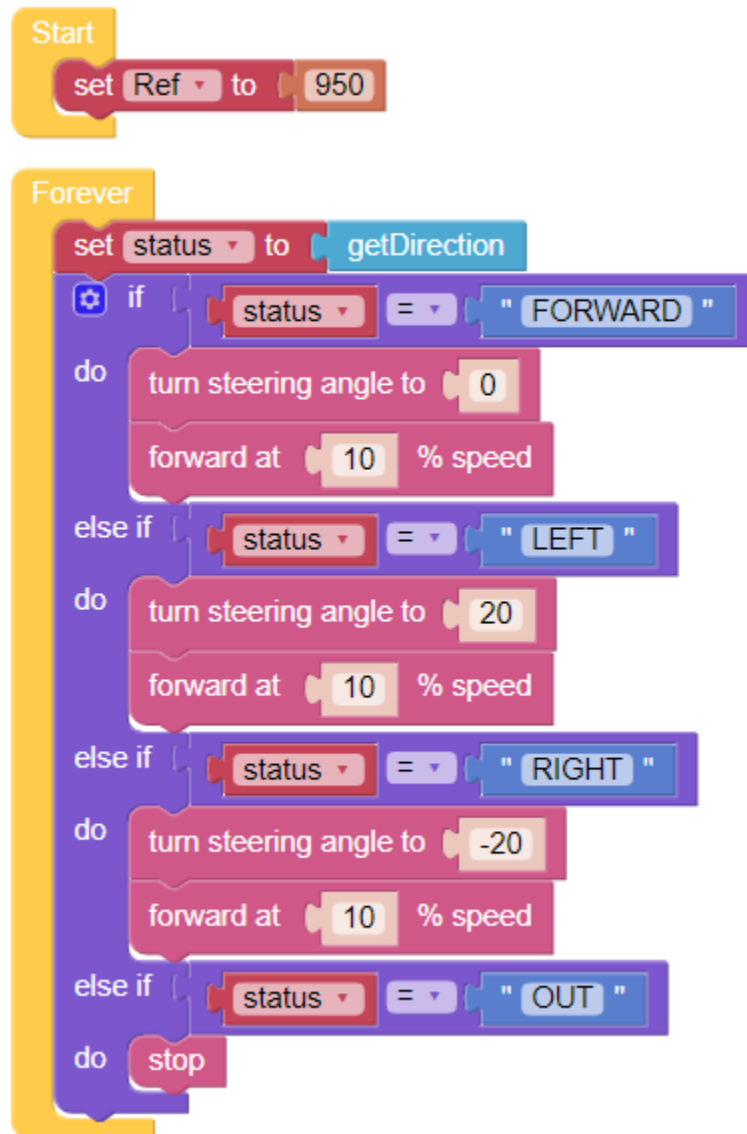 Start
set Ref to 950
Forever
set status to getDirection
if status = " FORWARD "
do turn steering angle to 0
forward at 10 % speed
else if status = " LEFT "
do turn steering angle to 20
forward at 10 % speed
else if status = " RIGHT "
do turn steering angle to -20
forward at 10 % speed
else if status = " OUT "
do stop